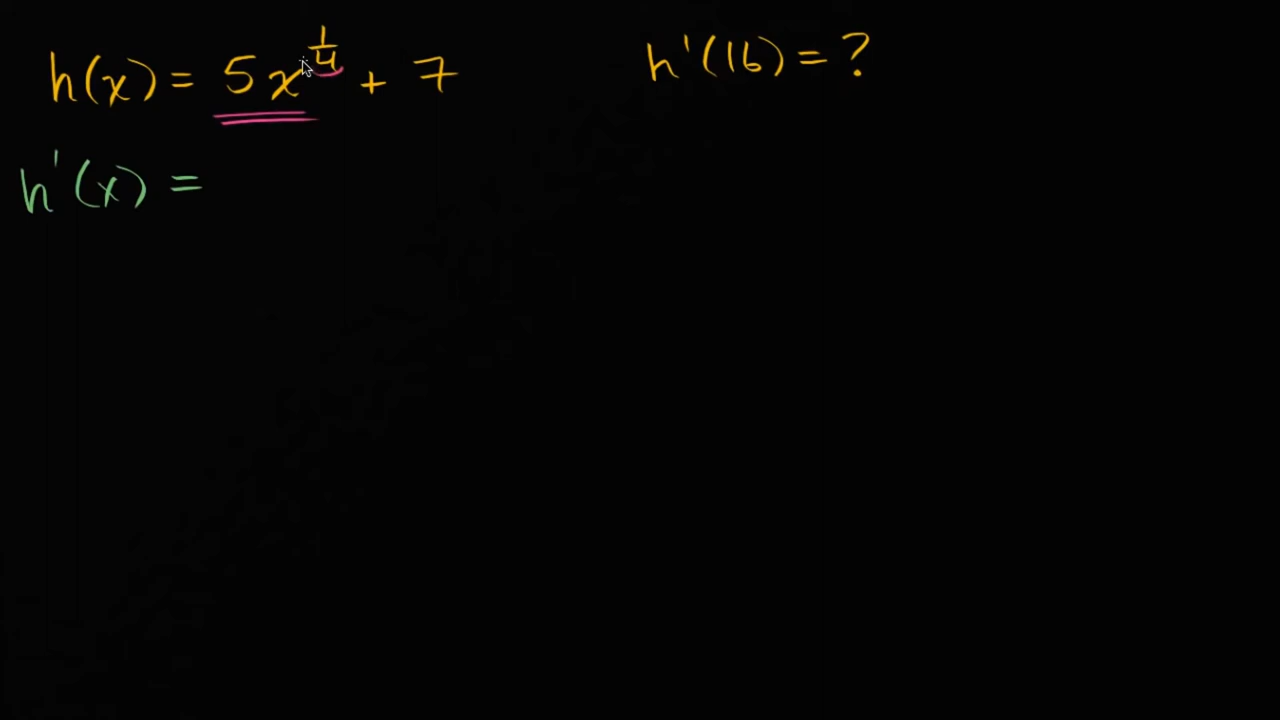 h(x) = 5x^{1/4} + 7
h'(16) = ?
h'(x) =